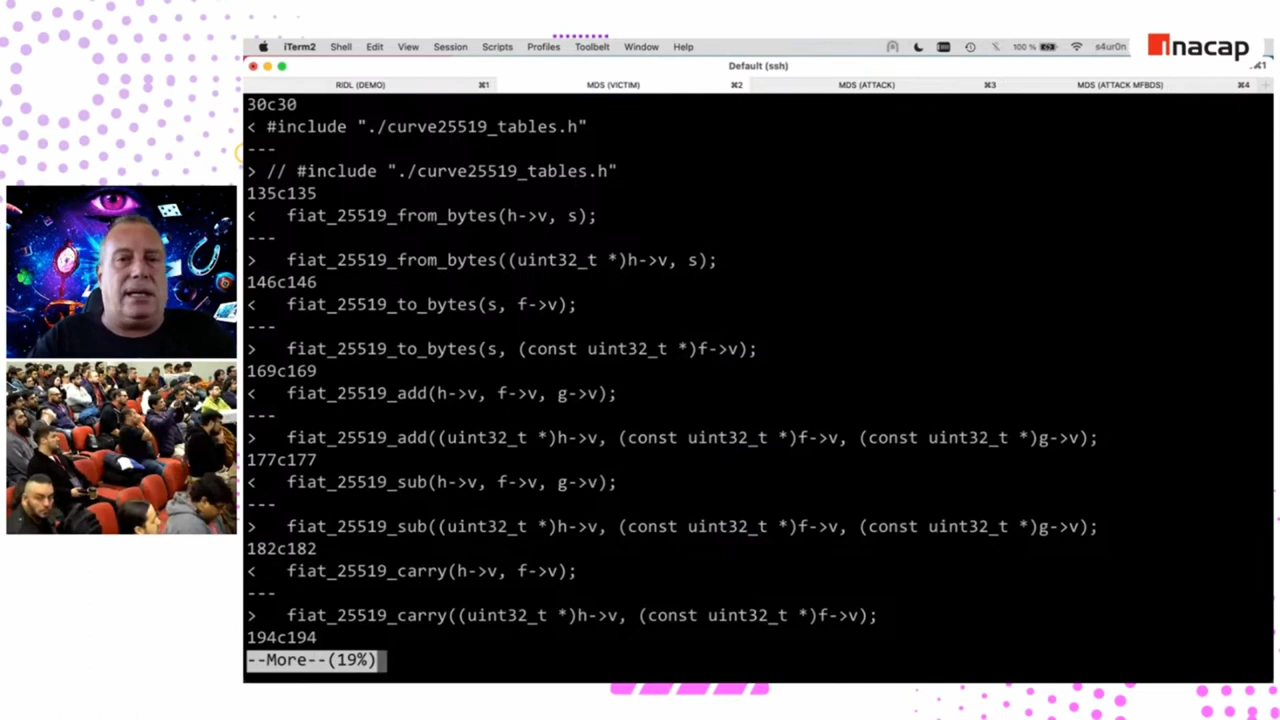 iTerm2 Shell Edit View Session Scripts Profiles Toolbelt Window Help 100 % s4ur0n
inacap
Default (ssh) ⌘1
RIDL (DEMO) ⌘1 MDS (VICTIM) ⌘2 MDS (ATTACK) ⌘3 MDS (ATTACK MFBDS) ⌘4
30c30
< #include "./curve25519_tables.h"
---
> // #include "./curve25519_tables.h"
135c135
<   fiat_25519_from_bytes(h->v, s);
---
>   fiat_25519_from_bytes((uint32_t *)h->v, s);
146c146
<   fiat_25519_to_bytes(s, f->v);
---
>   fiat_25519_to_bytes(s, (const uint32_t *)f->v);
169c169
<   fiat_25519_add(h->v, f->v, g->v);
---
>   fiat_25519_add((uint32_t *)h->v, (const uint32_t *)f->v, (const uint32_t *)g->v);
177c177
<   fiat_25519_sub(h->v, f->v, g->v);
---
>   fiat_25519_sub((uint32_t *)h->v, (const uint32_t *)f->v, (const uint32_t *)g->v);
182c182
<   fiat_25519_carry(h->v, f->v);
---
>   fiat_25519_carry((uint32_t *)h->v, (const uint32_t *)f->v);
194c194
--More--(19%)